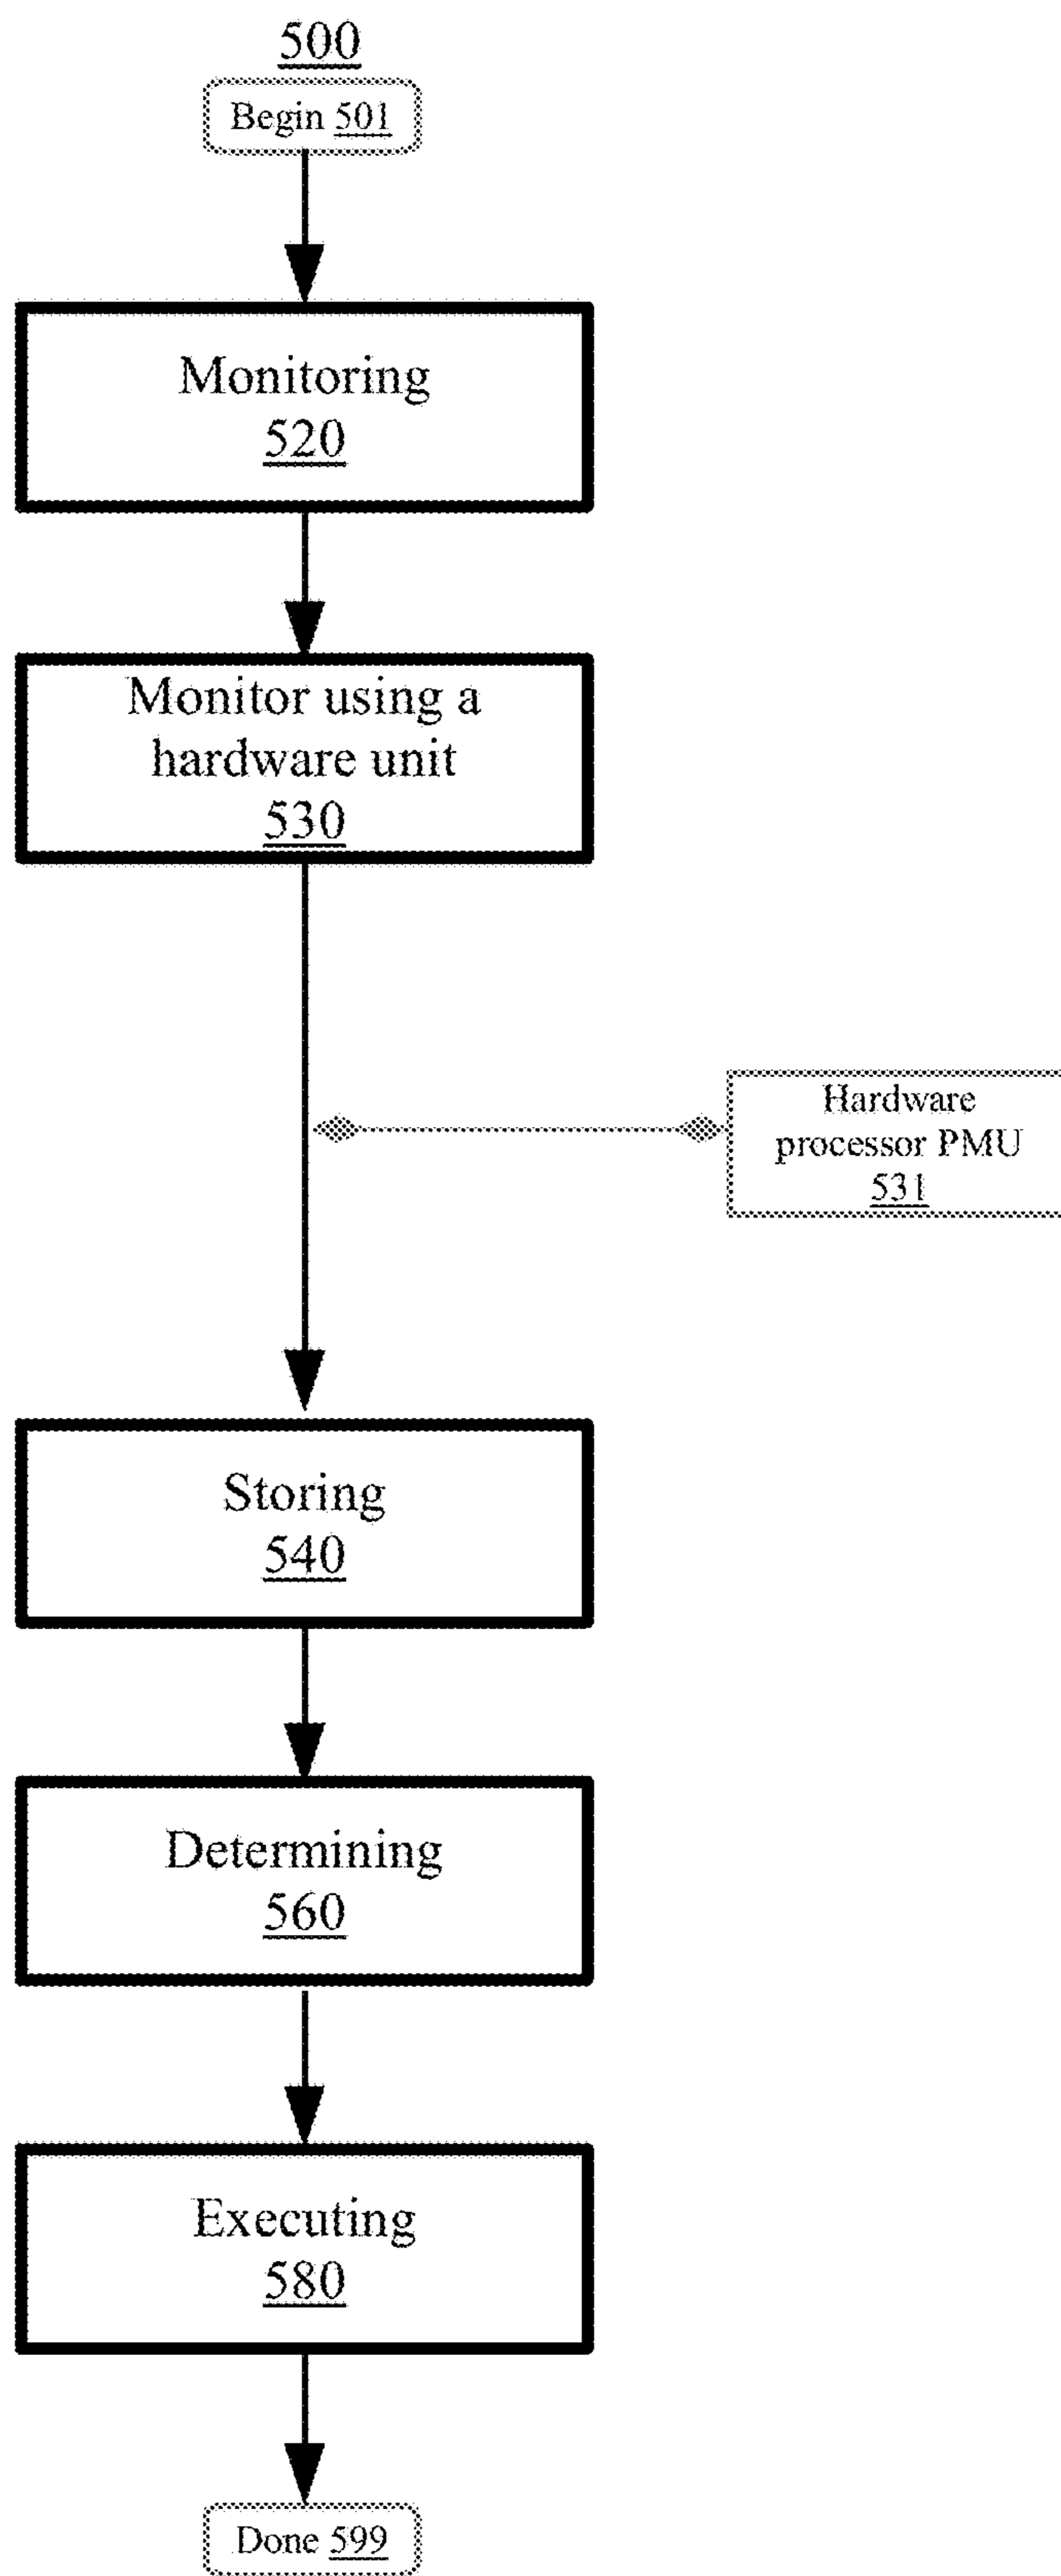 500
Begin 501
Monitoring
520
Monitor using a
hardware unit
530
Hardware
processor PMU
531
Storing
540
Determining
560
Executing
580
Done 599